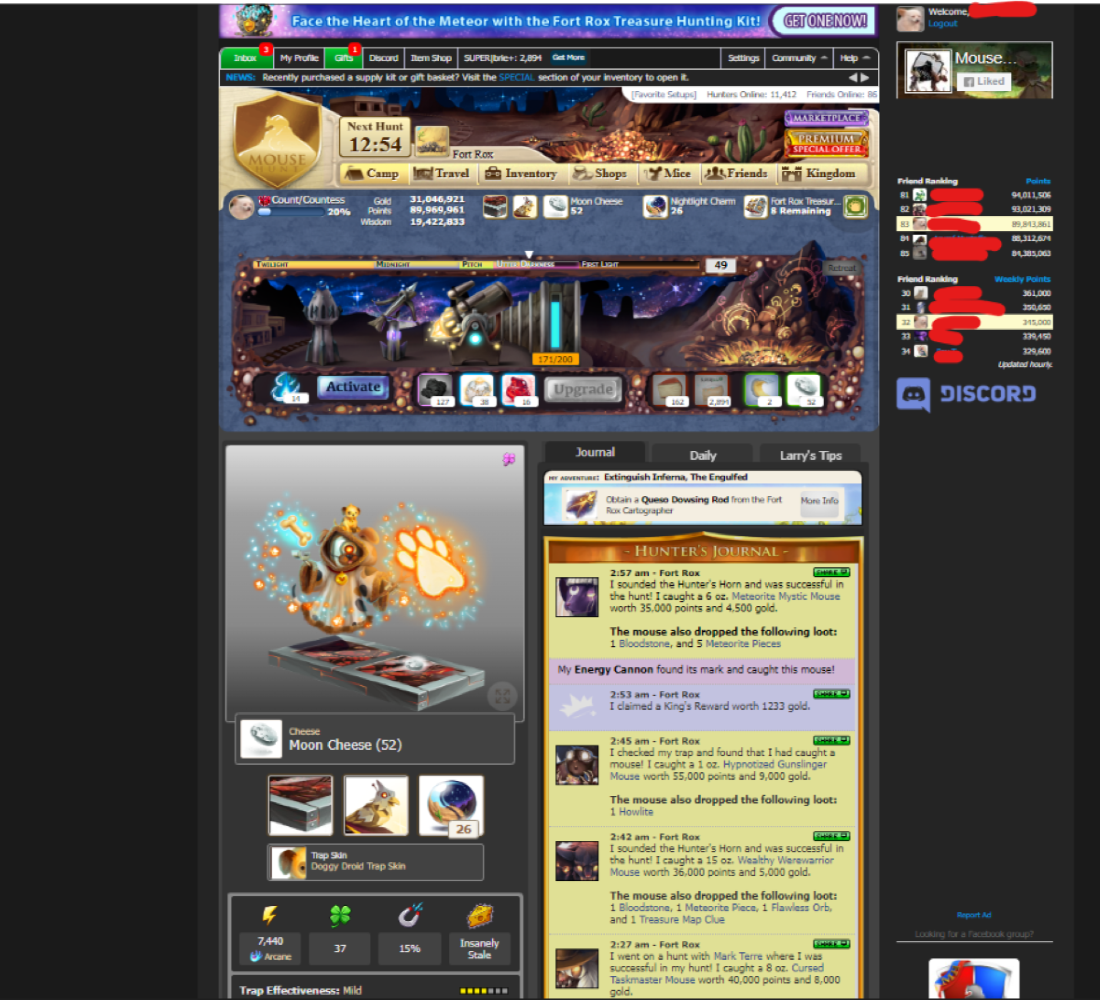 Face the Heart of the Meteor with the Fort Rox Treasure Hunting Kit!
GET ONE NOW!
Welcome,
Logout
Inbox 3 My Profile Gifts 1 Discord Item Shop SUPER|brie+: 2,894 Get More Settings Community Help
NEWS: Recently purchased a supply kit or gift basket? Visit the SPECIAL section of your inventory to open it.
Mouse...
Liked
[Favorite Setups] Hunters Online: 11,412 Friends Online: 86
MOUSE
HUNT
Next Hunt
12:54
Fort Rox
MARKETPLACE
PREMIUM
SPECIAL OFFER
Camp Travel Inventory Shops Mice Friends Kingdom
Count/Countess
20%
Gold 31,046,921
Points 89,969,961
Wisdom 19,422,833
Moon Cheese
52
Nightlight Charm
26
Fort Rox Treasur...
8 Remaining
Friend Ranking Points
81 94,011,506
82 93,021,309
83 89,843,861
84 88,312,674
85 84,385,063
Friend Ranking Weekly Points
30 361,000
31 350,650
32 345,000
33 339,450
34 329,600
Updated hourly.
DISCORD
TWILIGHT MIDNIGHT PITCH UTTER DARKNESS FIRST LIGHT 49
Retreat
171/200
14 Activate 127 38 16 Upgrade 162 2,894 2 52
Journal Daily Larry's Tips
MY ADVENTURE: Extinguish Inferna, The Engulfed
Obtain a Queso Dowsing Rod from the Fort
Rox Cartographer
More Info
- HUNTER'S JOURNAL -
2:57 am - Fort Rox
SHARE
I sounded the Hunter's Horn and was successful in
the hunt! I caught a 6 oz. Meteorite Mystic Mouse
worth 35,000 points and 4,500 gold.
The mouse also dropped the following loot:
1 Bloodstone, and 5 Meteorite Pieces
My Energy Cannon found its mark and caught this mouse!
2:53 am - Fort Rox
SHARE
I claimed a King's Reward worth 1233 gold.
2:45 am - Fort Rox
SHARE
I checked my trap and found that I had caught a
mouse! I caught a 1 oz. Hypnotized Gunslinger
Mouse worth 55,000 points and 9,000 gold.
The mouse also dropped the following loot:
1 Howlite
2:42 am - Fort Rox
SHARE
I sounded the Hunter's Horn and was successful in
the hunt! I caught a 15 oz. Wealthy Werewarrior
Mouse worth 36,000 points and 5,000 gold.
The mouse also dropped the following loot:
1 Bloodstone, 1 Meteorite Piece, 1 Flawless Orb,
and 1 Treasure Map Clue
2:27 am - Fort Rox
SHARE
I went on a hunt with Mark Terre where I was
successful in my hunt! I caught a 8 oz. Cursed
Taskmaster Mouse worth 40,000 points and 8,000
gold.
Cheese
Moon Cheese (52)
26
Trap Skin
Doggy Droid Trap Skin
7,440
Arcane
37
15%
Insanely
Stale
Trap Effectiveness: Mild
Report Ad
Looking for a Facebook group?